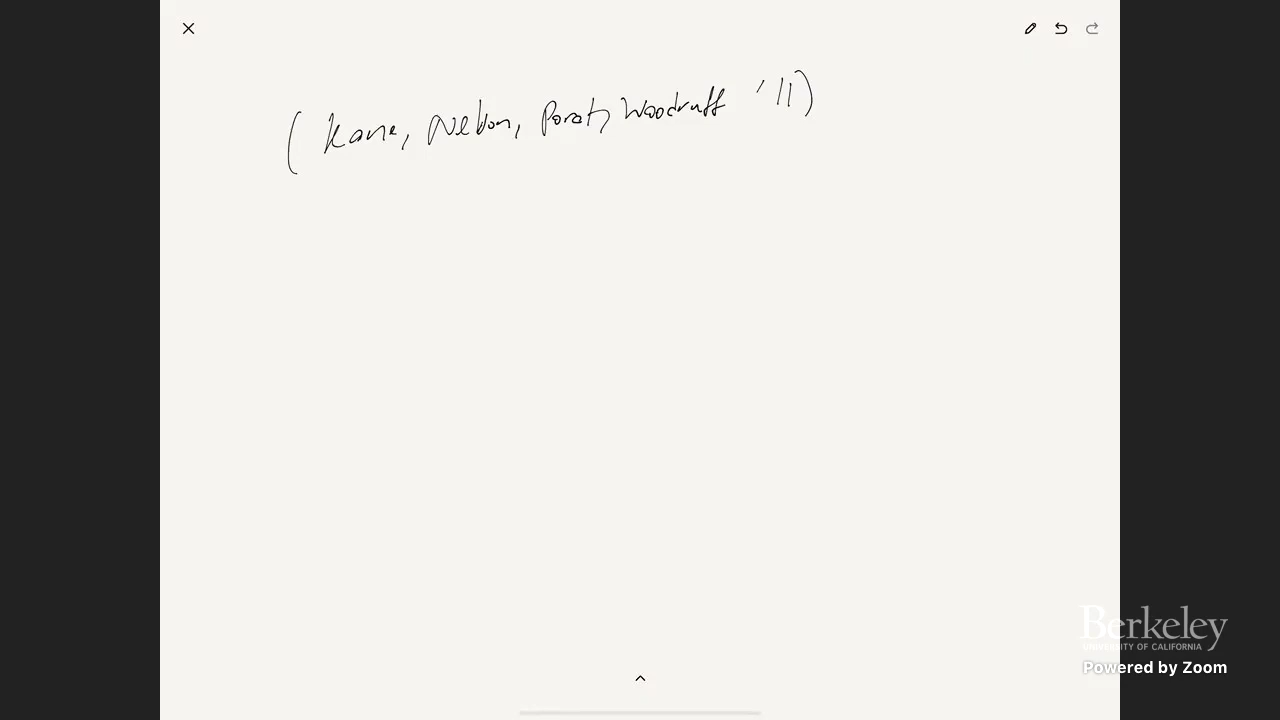 (Kane, Nelson, Porat, Woodruff '11)
Berkeley
UNIVERSITY OF CALIFORNIA
Powered by Zoom